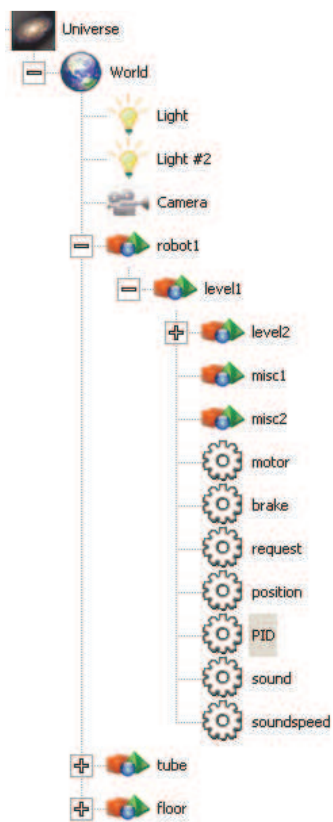 Universe
World
Light
Light #2
Camera
robot1
level1
level2
misc1
misc2
motor
brake
request
position
PID
sound
soundspeed
tube
floor